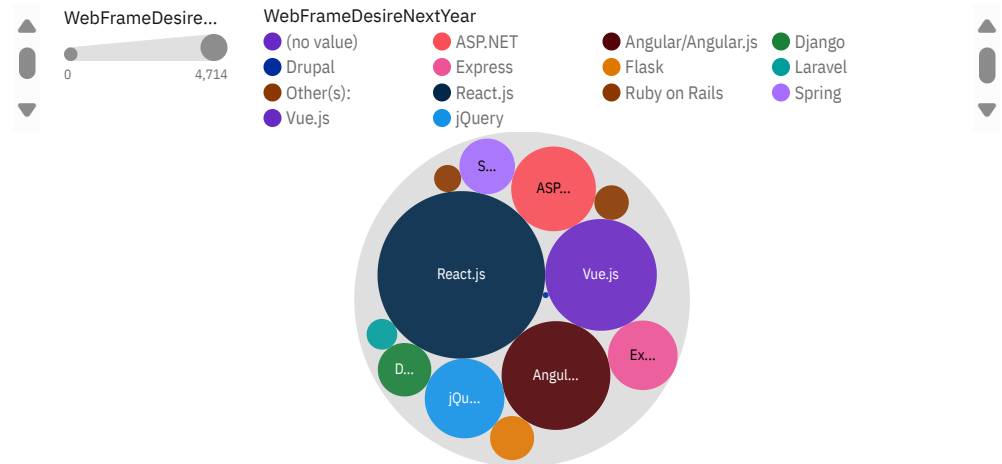 WebFrameDesire...
0 4,714
WebFrameDesireNextYear
(no value) ASP.NET Angular/Angular.js Django
Drupal Express Flask Laravel
Other(s): React.js Ruby on Rails Spring
Vue.js jQuery
S...
ASP...
React.js
Vue.js
Ex...
D...
Angul...
jQu...